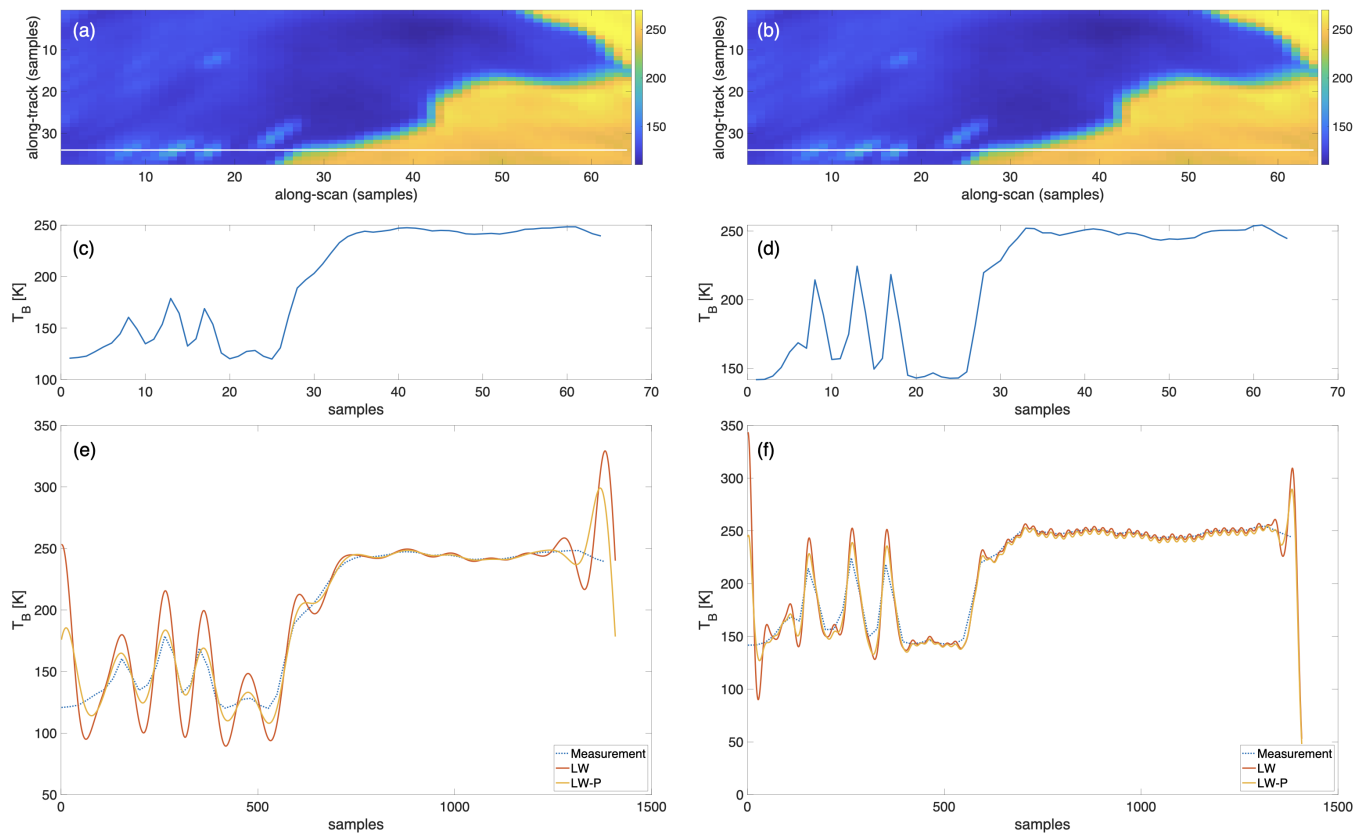 (a)
along-track (samples)
10
20
30
10 20 30 40 50 60
along-scan (samples)
250
200
150
(b)
along-track (samples)
10
20
30
10 20 30 40 50 60
along-scan (samples)
250
200
150
(c)
T_B [K]
250
200
150
100
0 10 20 30 40 50 60 70
samples
(d)
T_B [K]
250
200
150
0 10 20 30 40 50 60 70
samples
(e)
T_B [K]
350
300
250
200
150
100
50
0 500 1000 1500
samples
Measurement
LW
LW-P
(f)
T_B [K]
350
300
250
200
150
100
50
0
0 500 1000 1500
samples
Measurement
LW
LW-P